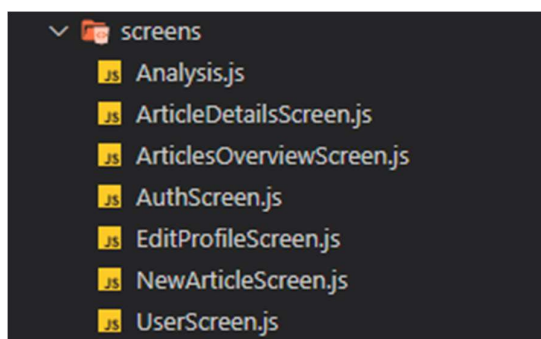 screens
JS Analysis.js
JS ArticleDetailsScreen.js
JS ArticlesOverviewScreen.js
JS AuthScreen.js
JS EditProfileScreen.js
JS NewArticleScreen.js
JS UserScreen.js